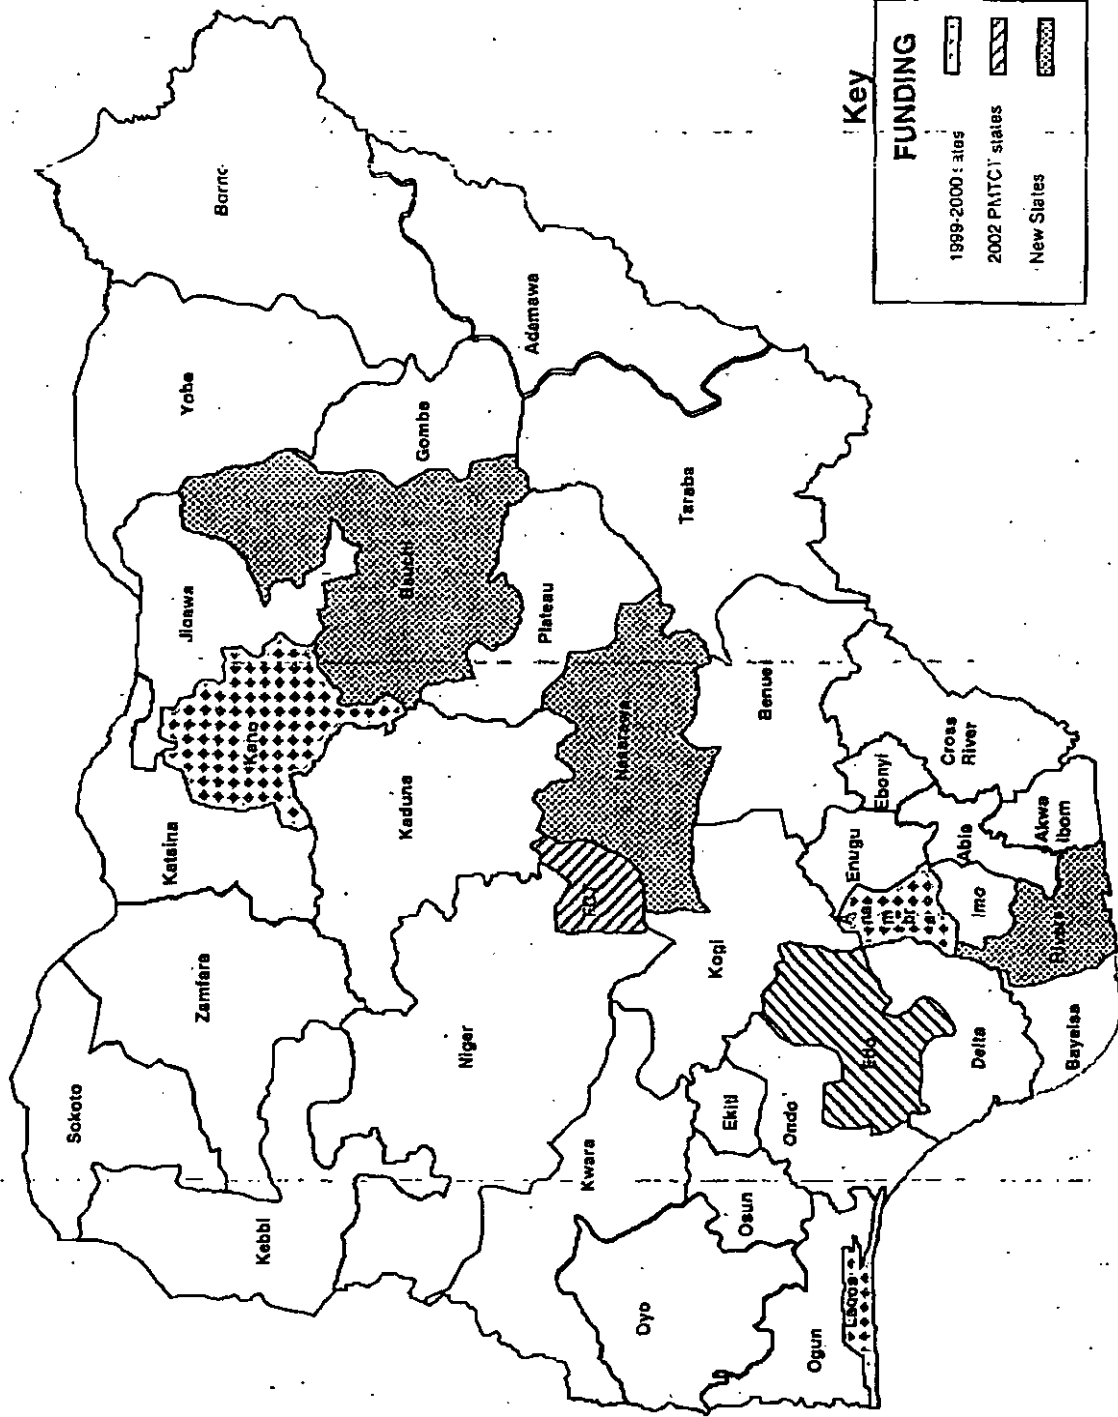 Key
FUNDING
1999-2000 states
2002 PMTCT states
New States
Sokoto
Kebbi
Zamfara
Katsina
Kano
Jigawa
Yobe
Borno
Bauchi
Gombe
Adamawa
Kaduna
Niger
Plateau
Nasarawa
FCT
Taraba
Kwara
Kogi
Benue
Oyo
Osun
Ekiti
Ondo
Edo
Ogun
Lagos
Enugu
Ebonyi
Anambra
Cross
River
Abia
Imo
Akwa
Ibom
Rivers
Delta
Bayelsa